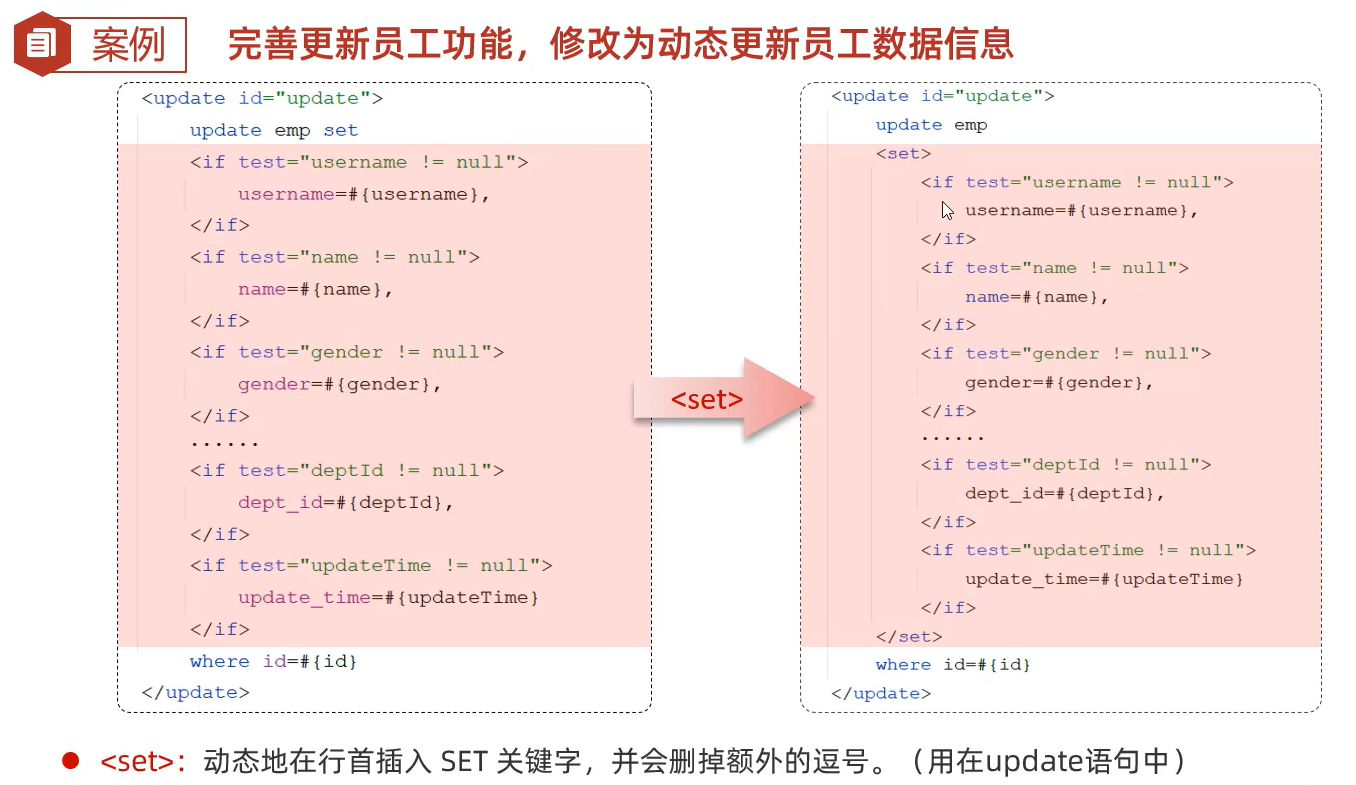 案例
完善更新员工功能，修改为动态更新员工数据信息
<update id="update">
update emp set
<if test="username != null">
username=#{username},
</if>
<if test="name != null">
name=#{name},
</if>
<if test="gender != null">
gender=#{gender},
</if>
......
<if test="deptId != null">
dept_id=#{deptId},
</if>
<if test="updateTime != null">
update_time=#{updateTime}
</if>
where id=#{id}
</update>
<set>
<update id="update">
update emp
<set>
<if test="username != null">
username=#{username},
</if>
<if test="name != null">
name=#{name},
</if>
<if test="gender != null">
gender=#{gender},
</if>
......
<if test="deptId != null">
dept_id=#{deptId},
</if>
<if test="updateTime != null">
update_time=#{updateTime}
</if>
</set>
where id=#{id}
</update>
<set>：动态地在行首插入 SET 关键字，并会删掉额外的逗号。（用在update语句中）